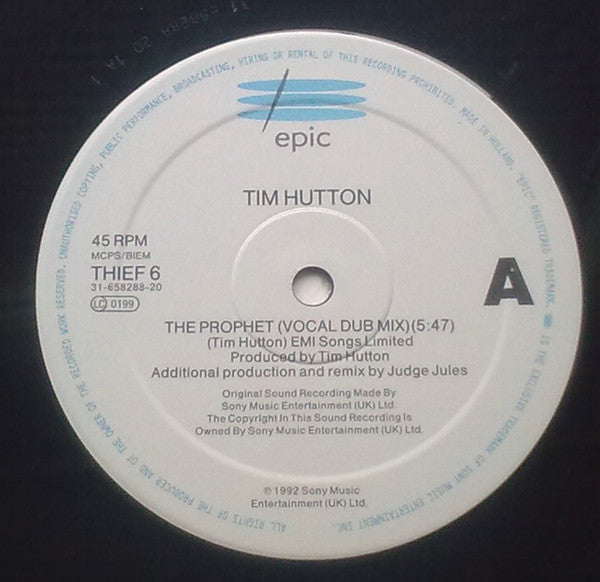 ALL RIGHTS OF THE PRODUCER AND OF THE OWNER OF THE RECORDED WORK RESERVED. UNAUTHORISED COPYING, PUBLIC PERFORMANCE, BROADCASTING, HIRING OR RENTAL OF THIS RECORDING PROHIBITED. MADE IN HOLLAND. "EPIC" REGISTERED TRADEMARK. IS THE EXCLUSIVE TRADEMARK OF SONY MUSIC ENTERTAINMENT INC.
epic
TIM HUTTON
45 RPM
MCPS/BIEM
THIEF 6
31-658288-20
LC 0199
A
THE PROPHET (VOCAL DUB MIX)(5:47)
(Tim Hutton) EMI Songs Limited
Produced by Tim Hutton
Additional production and remix by Judge Jules
Original Sound Recording Made By
Sony Music Entertainment (UK) Ltd.
The Copyright In This Sound Recording Is
Owned By Sony Music Entertainment (UK) Ltd.
℗ 1992 Sony Music
Entertainment (UK) Ltd.